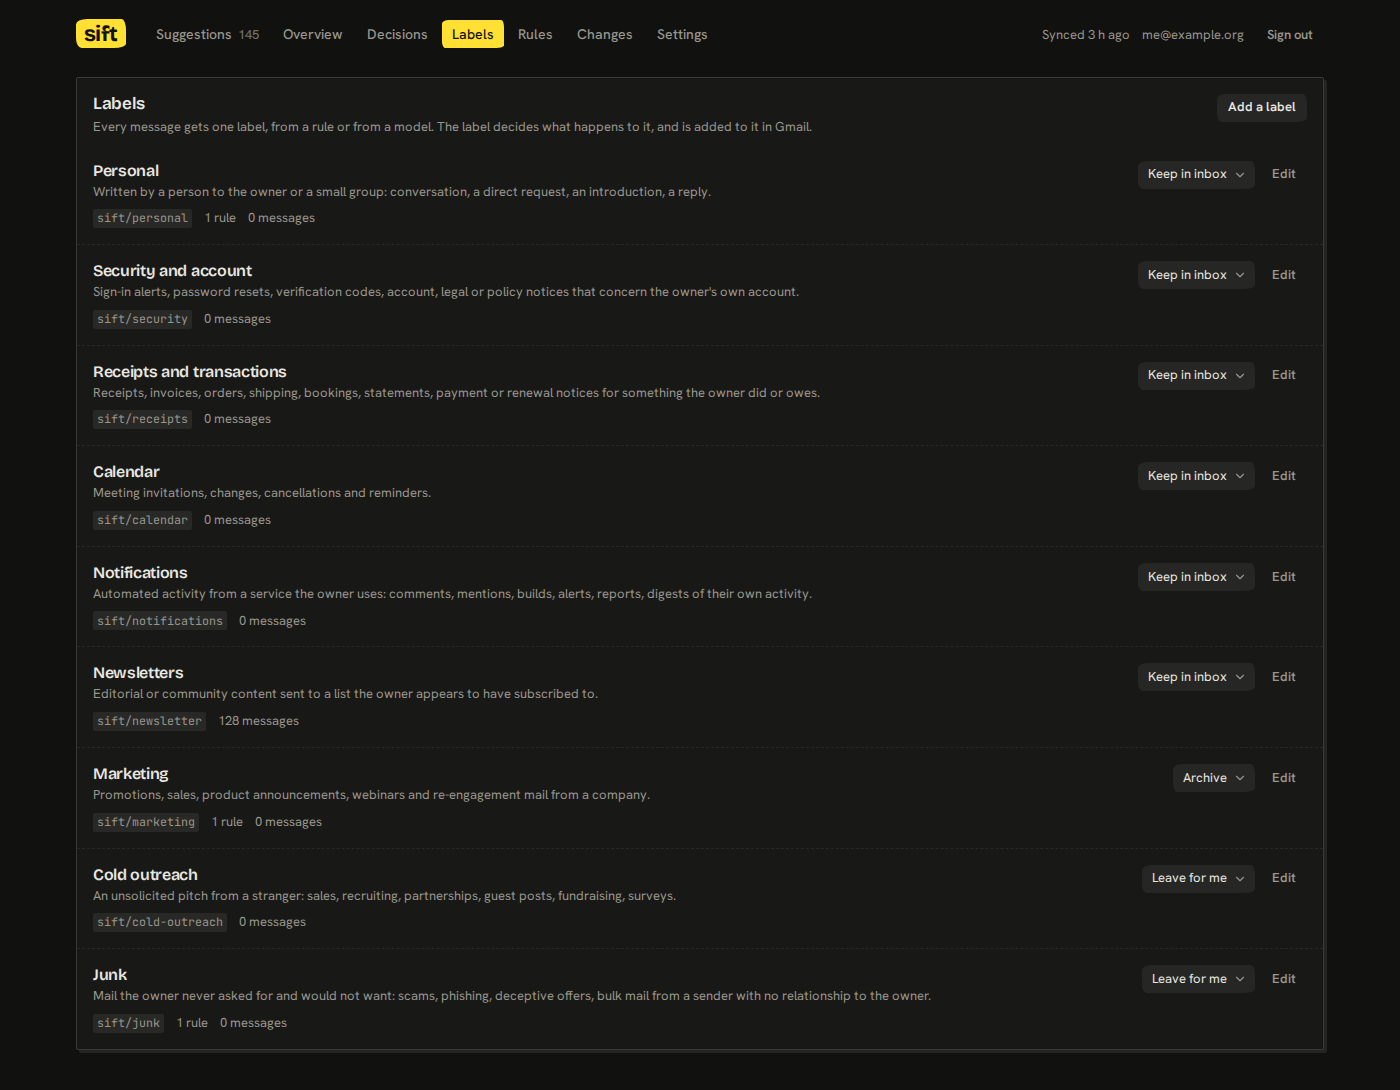 sift Suggestions 145 Overview Decisions Labels Rules Changes Settings Synced 3 h ago me@example.org Sign out
Labels Add a label
Every message gets one label, from a rule or from a model. The label decides what happens to it, and is added to it in Gmail.
Personal Keep in inbox Edit
Written by a person to the owner or a small group: conversation, a direct request, an introduction, a reply.
sift/personal 1 rule 0 messages
Security and account Keep in inbox Edit
Sign-in alerts, password resets, verification codes, account, legal or policy notices that concern the owner's own account.
sift/security 0 messages
Receipts and transactions Keep in inbox Edit
Receipts, invoices, orders, shipping, bookings, statements, payment or renewal notices for something the owner did or owes.
sift/receipts 0 messages
Calendar Keep in inbox Edit
Meeting invitations, changes, cancellations and reminders.
sift/calendar 0 messages
Notifications Keep in inbox Edit
Automated activity from a service the owner uses: comments, mentions, builds, alerts, reports, digests of their own activity.
sift/notifications 0 messages
Newsletters Keep in inbox Edit
Editorial or community content sent to a list the owner appears to have subscribed to.
sift/newsletter 128 messages
Marketing Archive Edit
Promotions, sales, product announcements, webinars and re-engagement mail from a company.
sift/marketing 1 rule 0 messages
Cold outreach Leave for me Edit
An unsolicited pitch from a stranger: sales, recruiting, partnerships, guest posts, fundraising, surveys.
sift/cold-outreach 0 messages
Junk Leave for me Edit
Mail the owner never asked for and would not want: scams, phishing, deceptive offers, bulk mail from a sender with no relationship to the owner.
sift/junk 1 rule 0 messages